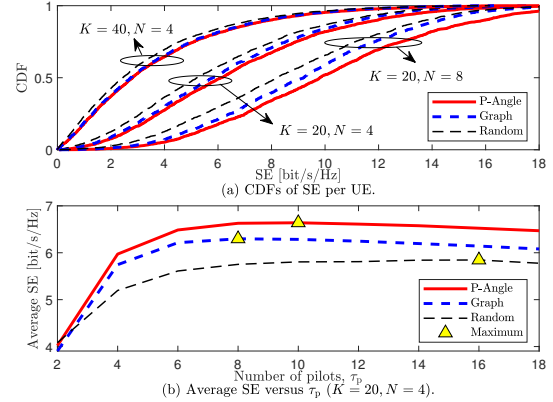 1
K = 40, N = 4
CDF
0.5
K = 20, N = 8
P-Angle
Graph
Random
K = 20, N = 4
0
2 4 6 8 10 12 14 16 18
SE [bit/s/Hz]
(a) CDFs of SE per UE.
7
Average SE [bit/s/Hz]
6
5
P-Angle
Graph
Random
Maximum
4
2 4 6 8 10 12 14 16 18
Number of pilots, τp
(b) Average SE versus τp (K = 20, N = 4).